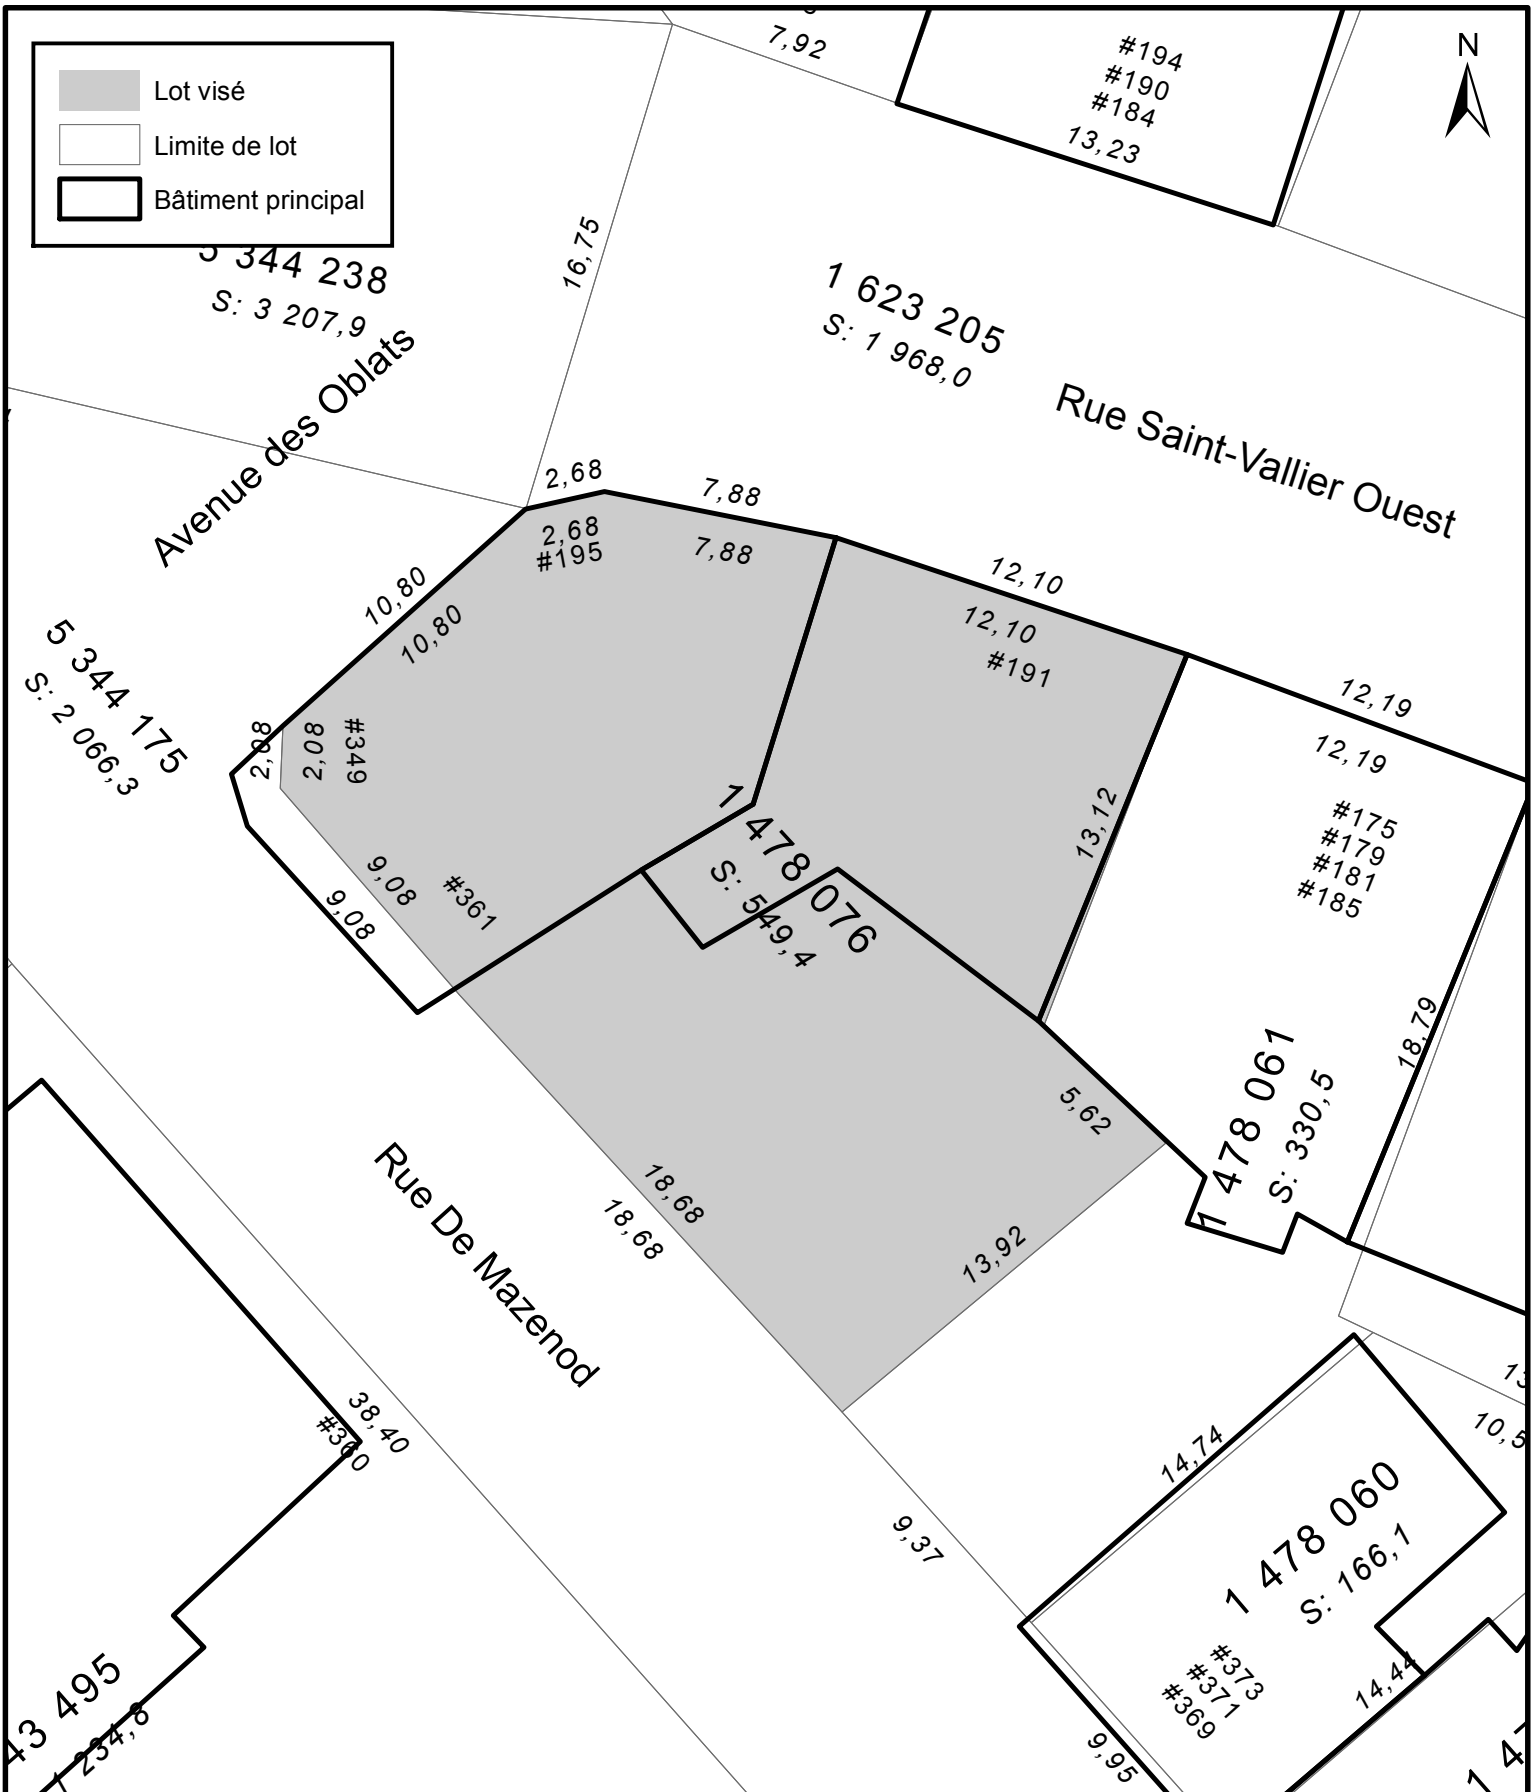 Lot visé
Limite de lot
Bâtiment principal
N
7,92
#194
#190
#184
13,23
5 344 238
S: 3 207,9
16,75
1 623 205
S: 1 968,0
Rue Saint-Vallier Ouest
Avenue des Oblats
2,68
7,88
2,68
#195
7,88
10,80
10,80
12,10
12,10
#191
12,19
12,19
5 344 175
S: 2 066,3
2,08
2,08
#349
1 478 076
S: 549,4
13,12
#175
#179
#181
#185
9,08
#361
9,08
18,79
1 478 061
S: 330,5
5,62
18,68
18,68
13,92
Rue De Mazenod
38,40
#360
14,74
10,5
9,37
1 478 060
S: 166,1
#373
#371
#369
14,44
9,95
43 495
234,8